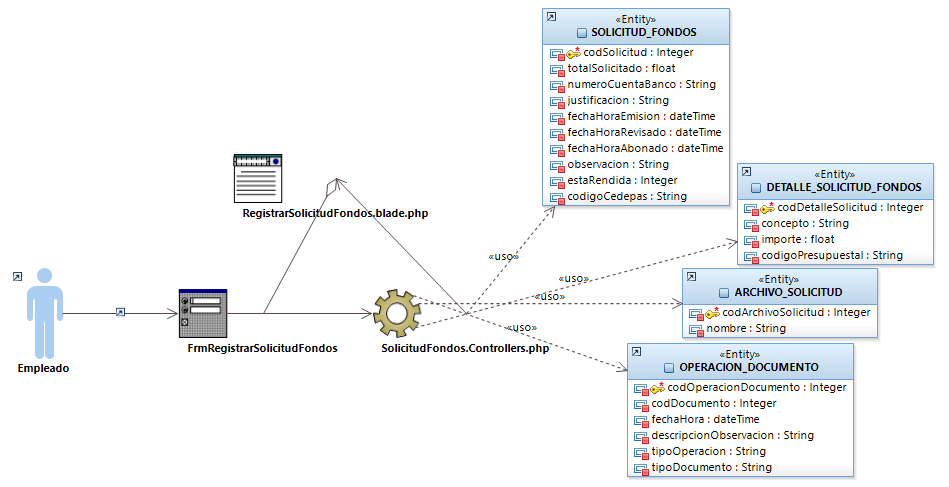 «Entity»
SOLICITUD_FONDOS
codSolicitud : Integer
totalSolicitado : float
numeroCuentaBanco : String
justificacion : String
fechaHoraEmision : dateTime
fechaHoraRevisado : dateTime
fechaHoraAbonado : dateTime
observacion : String
estaRendida : Integer
codigoCedepas : String
«Entity»
DETALLE_SOLICITUD_FONDOS
codDetalleSolicitud : Integer
concepto : String
importe : float
codigoPresupuestal : String
RegistrarSolicitudFondos.blade.php
«uso»
«uso»
«uso»
«uso»
«Entity»
ARCHIVO_SOLICITUD
codArchivoSolicitud : Integer
nombre : String
Empleado
FrmRegistrarSolicitudFondos
SolicitudFondos.Controllers.php
«Entity»
OPERACION_DOCUMENTO
codOperacionDocumento : Integer
codDocumento : Integer
fechaHora : dateTime
descripcionObservacion : String
tipoOperacion : String
tipoDocumento : String